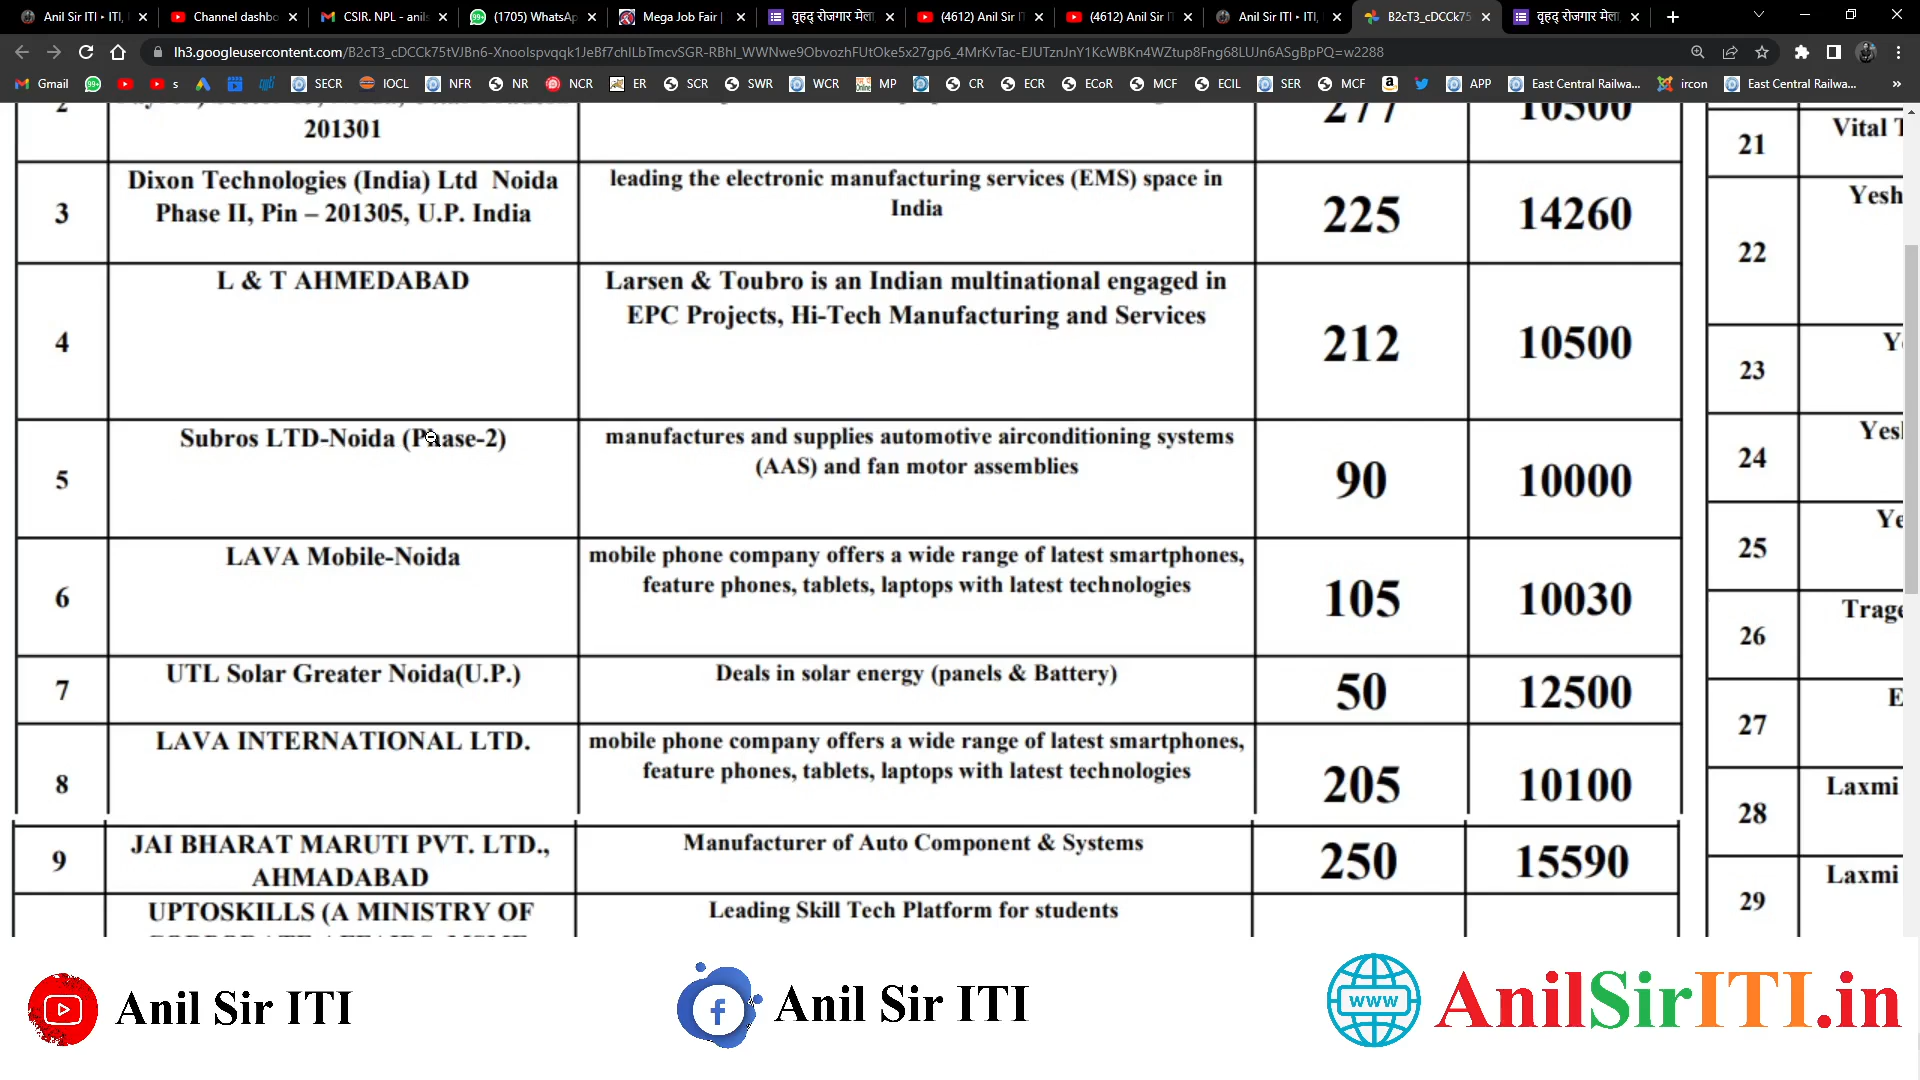 Anil Sir ITI • ITI,
Channel dashbo
CSIR. NPL - anils
(1705) WhatsAp
Mega Job Fair |
वृहद् रोजगार मेला
(4612) Anil Sir I
(4612) Anil Sir I
Anil Sir ITI • ITI,
B2cT3_cDCCk75
वृहद् रोजगार मेला
lh3.googleusercontent.com/B2cT3_cDCCk75tVJBn6-Xnoolspvqqk1JeBf7chlLbTmcvSGR-RBhl_WWNwe9ObvozhFUtOke5x27gp6_4MrKvTac-EJUTznJnY1KcWBKn4WZtup8Fng68LUJn6ASgBpPQ=w2288
Gmail s SECR IOCL NFR NR NCR ER SCR SWR WCR MP CR ECR ECoR MCF ECIL SER MCF APP East Central Railwa... ircon East Central Railwa... »
2
201301
277
10500
3
Dixon Technologies (India) Ltd Noida
Phase II, Pin – 201305, U.P. India
leading the electronic manufacturing services (EMS) space in
India
225
14260
4
L & T AHMEDABAD
Larsen & Toubro is an Indian multinational engaged in
EPC Projects, Hi-Tech Manufacturing and Services
212
10500
5
Subros LTD-Noida (Phase-2)
manufactures and supplies automotive airconditioning systems
(AAS) and fan motor assemblies
90
10000
6
LAVA Mobile-Noida
mobile phone company offers a wide range of latest smartphones,
feature phones, tablets, laptops with latest technologies
105
10030
7
UTL Solar Greater Noida(U.P.)
Deals in solar energy (panels & Battery)
50
12500
8
LAVA INTERNATIONAL LTD.
mobile phone company offers a wide range of latest smartphones,
feature phones, tablets, laptops with latest technologies
205
10100
9
JAI BHARAT MARUTI PVT. LTD.,
AHMADABAD
Manufacturer of Auto Component & Systems
250
15590
UPTOSKILLS (A MINISTRY OF
Leading Skill Tech Platform for students
21
Vital T
22
Yesh
23
Y
24
Yesl
25
Ye
26
Trage
27
E
28
Laxmi
29
Laxmi
Anil Sir ITI
f
Anil Sir ITI
www
AnilSirITI.in